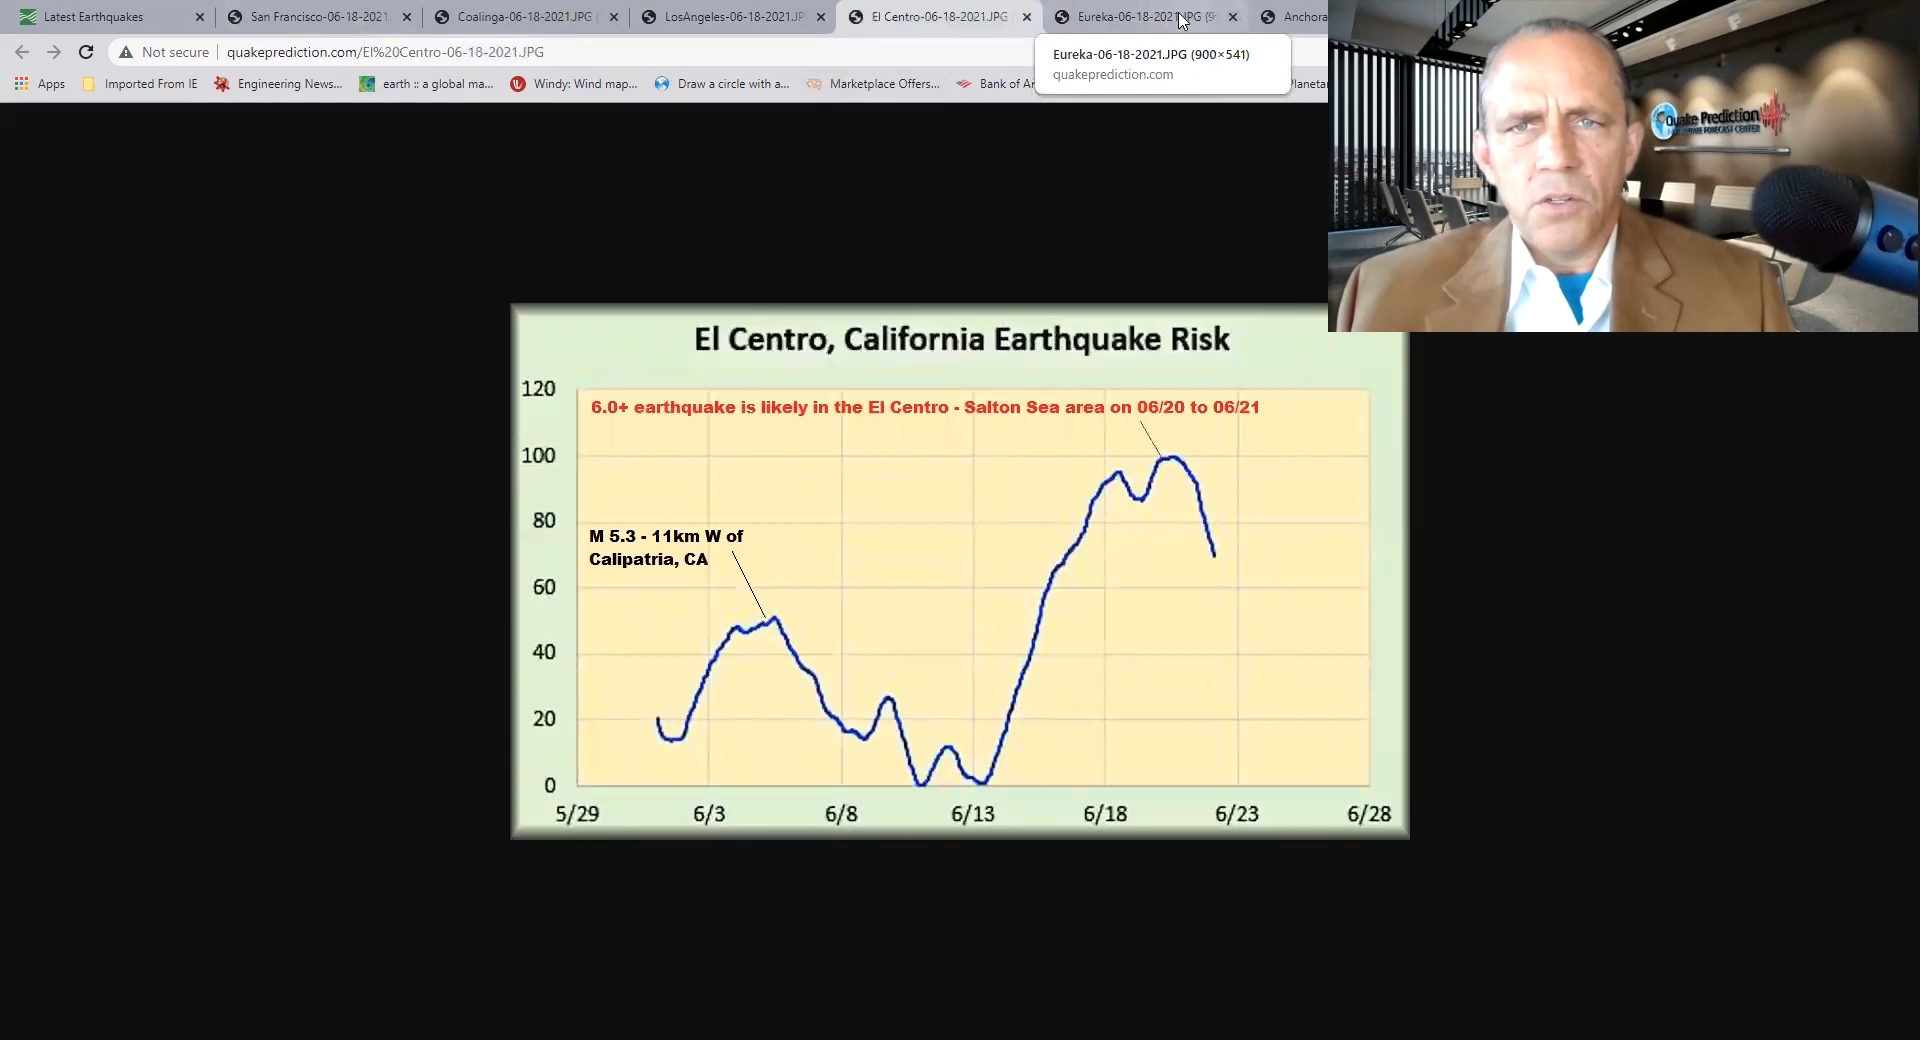 Latest Earthquakes
San Francisco-06-18-2021.
Coalinga-06-18-2021.JPG (
LosAngeles-06-18-2021.JP
El Centro-06-18-2021.JPG
Eureka-06-18-2021.JPG (9
Anchora
Not secure
quakeprediction.com/El%20Centro-06-18-2021.JPG
Eureka-06-18-2021.JPG (900×541)
quakeprediction.com
Apps
Imported From IE
Engineering News...
earth :: a global ma...
Windy: Wind map...
Draw a circle with a...
Marketplace Offers...
Bank of Am
Planetar
Quake Prediction
EARTHQUAKE FORECAST CENTER
El Centro, California Earthquake Risk
120
6.0+ earthquake is likely in the El Centro - Salton Sea area on 06/20 to 06/21
100
80
M 5.3 - 11km W of
Calipatria, CA
60
40
20
0
5/29
6/3
6/8
6/13
6/18
6/23
6/28